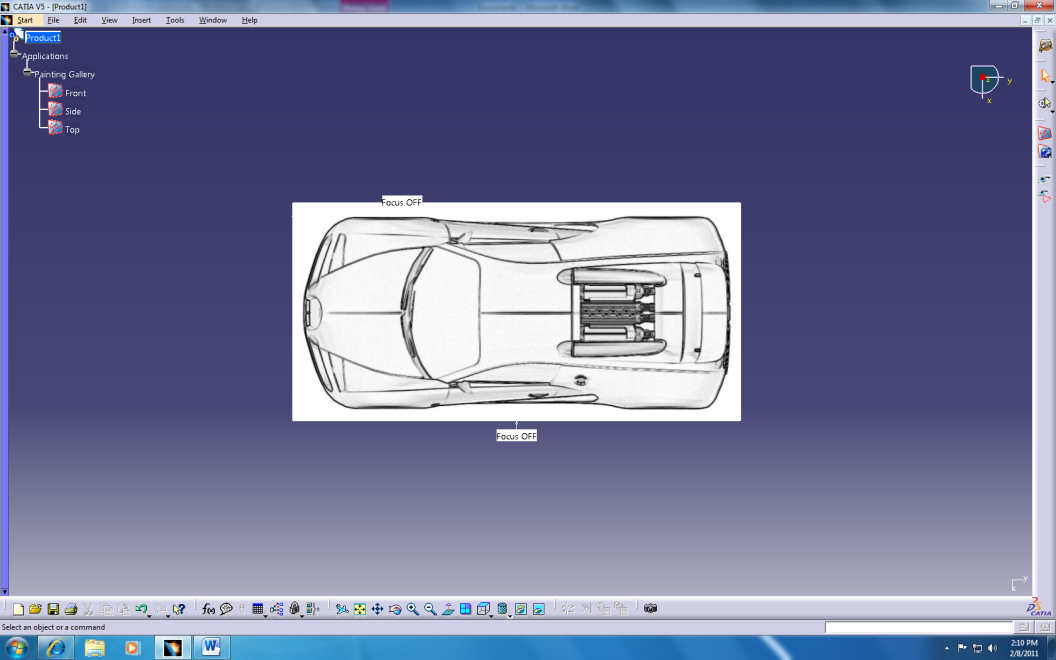 CATIA V5 - [Product1]
Start File Edit View Insert Tools Window Help
Product1
Applications
Painting Gallery
Front
Side
Top
z
y
x
Focus OFF
Focus OFF
y
x
f(x)
CATIA
Select an object or a command
2:10 PM
2/8/2011